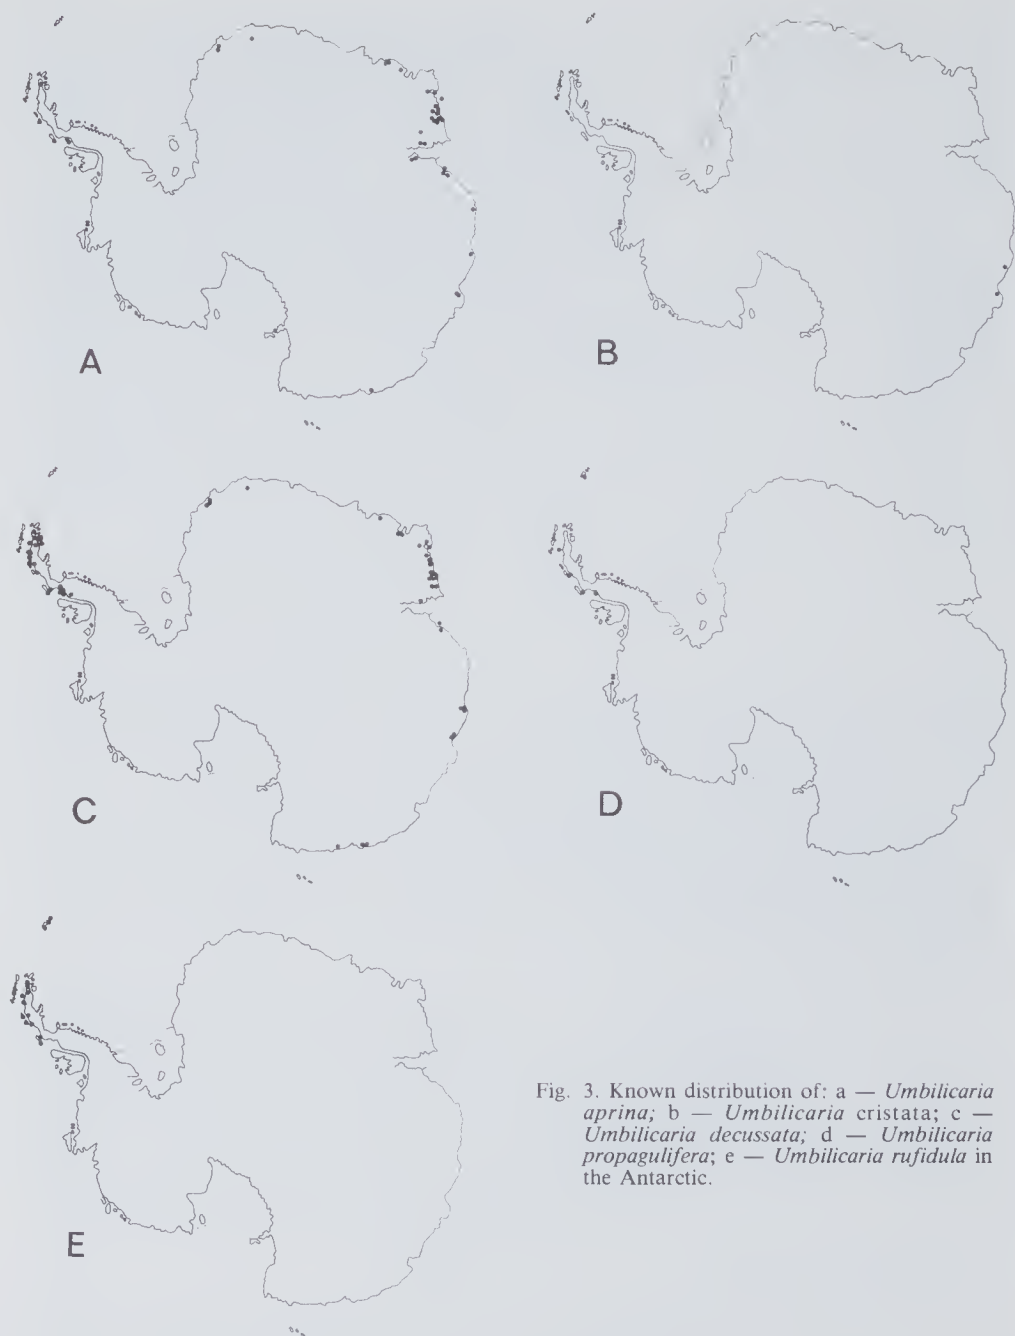 A
B
C
D
E
Fig. 3. Known distribution of: a — Umbilicaria
aprina; b — Umbilicaria cristata; c —
Umbilicaria decussata; d — Umbilicaria
propagulifera; e — Umbilicaria rufidula in
the Antarctic.